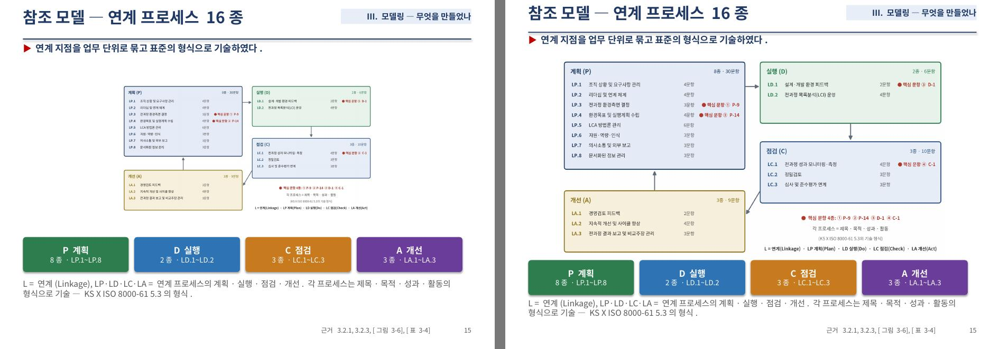 참조 모델 — 연계 프로세스 16 종
III. 모델링 — 무엇을 만들었나
▶ 연계 지점을 업무 단위로 묶고 표준의 형식으로 기술하였다 .
계획 (P) 8종 · 30문항
LP.1 조직 상황 및 요구사항 관리 4문항
LP.2 리더십 및 연계 체계 4문항
LP.3 전과정 환경측면 결정 3문항 ● 핵심 문항 ① P-9
LP.4 환경목표 및 실행계획 수립 4문항 ● 핵심 문항 ② P-14
LP.5 LCA 방법론 관리 6문항
LP.6 자원·역량·인식 3문항
LP.7 의사소통 및 외부 보고 3문항
LP.8 문서화된 정보 관리 3문항
실행 (D) 2종 · 6문항
LD.1 설계·개발 환경 피드백 2문항 ● 핵심 문항 ③ D-1
LD.2 전과정 목록분석(LCI) 운영 4문항
점검 (C) 3종 · 10문항
LC.1 전과정 성과 모니터링·측정 4문항 ● 핵심 문항 ④ C-1
LC.2 정밀검토 3문항
LC.3 심사 및 준수평가 연계 3문항
개선 (A) 3종 · 9문항
LA.1 경영검토 피드백 2문항
LA.2 지속적 개선 및 사이클 향상 4문항
LA.3 전과정 결과 보고 및 비교주장 관리 3문항
● 핵심 문항 4종: ① P-9 ② P-14 ③ D-1 ④ C-1
각 프로세스 = 제목 · 목적 · 성과 · 활동
(KS X ISO 8000-61 5.3의 기술 형식)
L = 연계(Linkage) · LP 계획(Plan) · LD 실행(Do) · LC 점검(Check) · LA 개선(Act)
P 계획
8 종 · LP.1~LP.8
D 실행
2 종 · LD.1~LD.2
C 점검
3 종 · LC.1~LC.3
A 개선
3 종 · LA.1~LA.3
L = 연계 (Linkage), LP·LD·LC·LA = 연계 프로세스의 계획 · 실행 · 점검 · 개선 . 각 프로세스는 제목 · 목적 · 성과 · 활동의
형식으로 기술 — KS X ISO 8000-61 5.3 의 형식 .
근거 3.2.1, 3.2.3, [ 그림 3-6], [ 표 3-4] 15
참조 모델 — 연계 프로세스 16 종
III. 모델링 — 무엇을 만들었나
▶ 연계 지점을 업무 단위로 묶고 표준의 형식으로 기술하였다 .
계획 (P) 8종 · 30문항
LP.1 조직 상황 및 요구사항 관리 4문항
LP.2 리더십 및 연계 체계 4문항
LP.3 전과정 환경측면 결정 3문항 ● 핵심 문항 ① P-9
LP.4 환경목표 및 실행계획 수립 4문항 ● 핵심 문항 ② P-14
LP.5 LCA 방법론 관리 6문항
LP.6 자원·역량·인식 3문항
LP.7 의사소통 및 외부 보고 3문항
LP.8 문서화된 정보 관리 3문항
실행 (D) 2종 · 6문항
LD.1 설계·개발 환경 피드백 2문항 ● 핵심 문항 ③ D-1
LD.2 전과정 목록분석(LCI) 운영 4문항
점검 (C) 3종 · 10문항
LC.1 전과정 성과 모니터링·측정 4문항 ● 핵심 문항 ④ C-1
LC.2 정밀검토 3문항
LC.3 심사 및 준수평가 연계 3문항
개선 (A) 3종 · 9문항
LA.1 경영검토 피드백 2문항
LA.2 지속적 개선 및 사이클 향상 4문항
LA.3 전과정 결과 보고 및 비교주장 관리 3문항
● 핵심 문항 4종: ① P-9 ② P-14 ③ D-1 ④ C-1
각 프로세스 = 제목 · 목적 · 성과 · 활동
(KS X ISO 8000-61 5.3의 기술 형식)
L = 연계(Linkage) · LP 계획(Plan) · LD 실행(Do) · LC 점검(Check) · LA 개선(Act)
P 계획
8 종 · LP.1~LP.8
D 실행
2 종 · LD.1~LD.2
C 점검
3 종 · LC.1~LC.3
A 개선
3 종 · LA.1~LA.3
L = 연계 (Linkage), LP·LD·LC·LA = 연계 프로세스의 계획 · 실행 · 점검 · 개선 . 각 프로세스는 제목 · 목적 · 성과 · 활동의
형식으로 기술 — KS X ISO 8000-61 5.3 의 형식 .
근거 3.2.1, 3.2.3, [ 그림 3-6], [ 표 3-4] 15